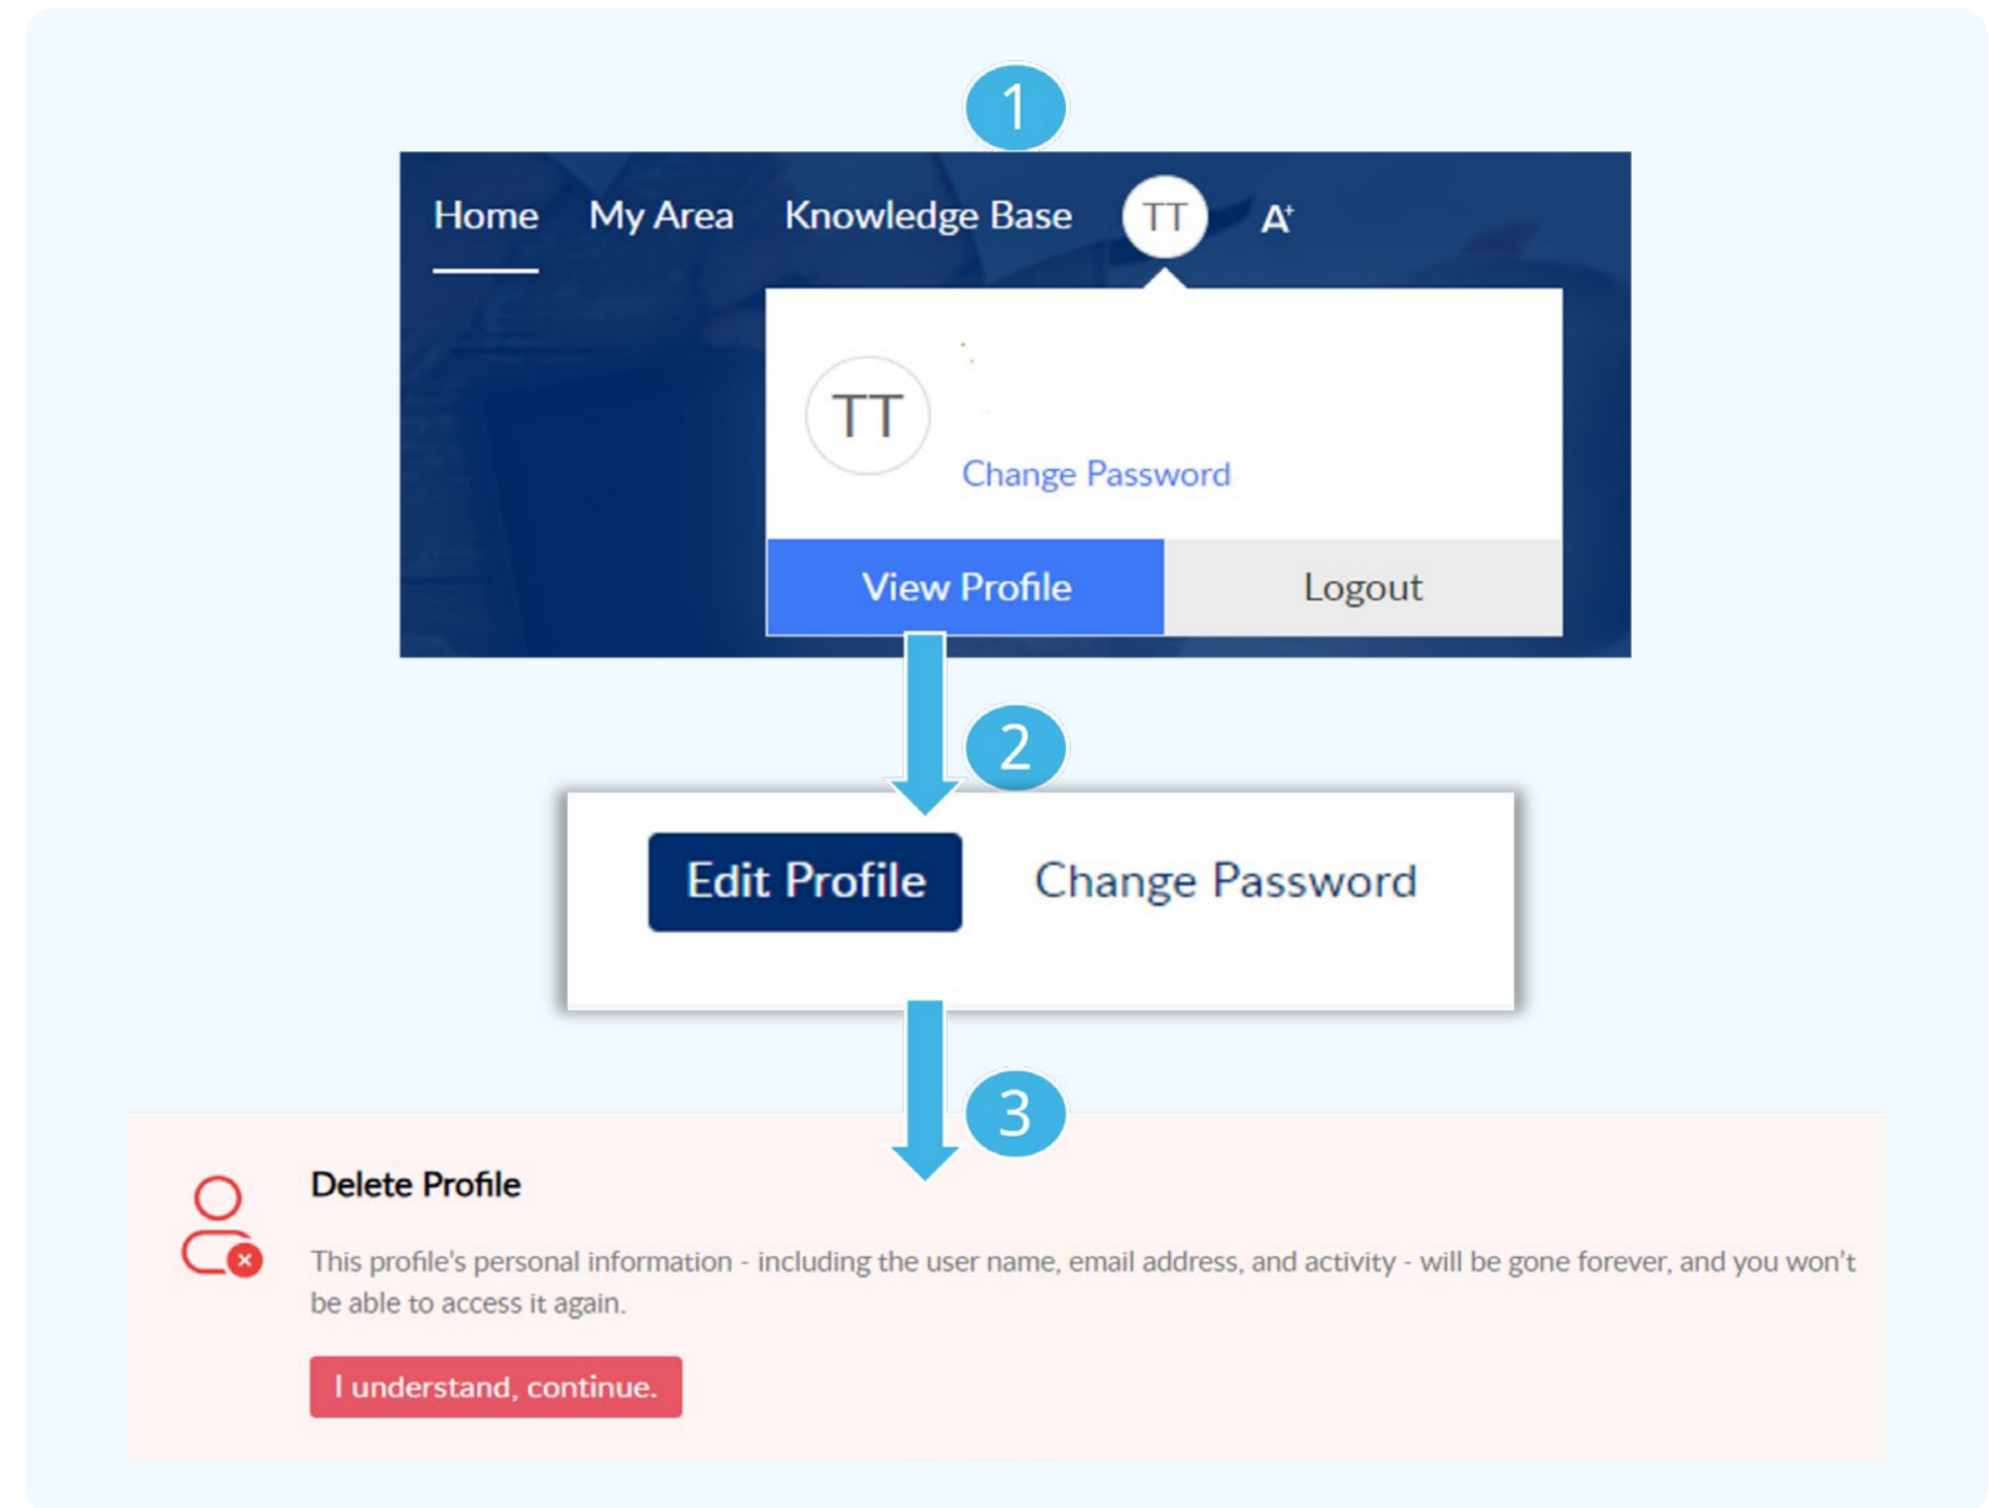 1
Home My Area Knowledge Base TT A+
TT
Change Password
View Profile Logout
2
Edit Profile Change Password
3
Delete Profile
This profile's personal information - including the user name, email address, and activity - will be gone forever, and you won't
be able to access it again.
I understand, continue.